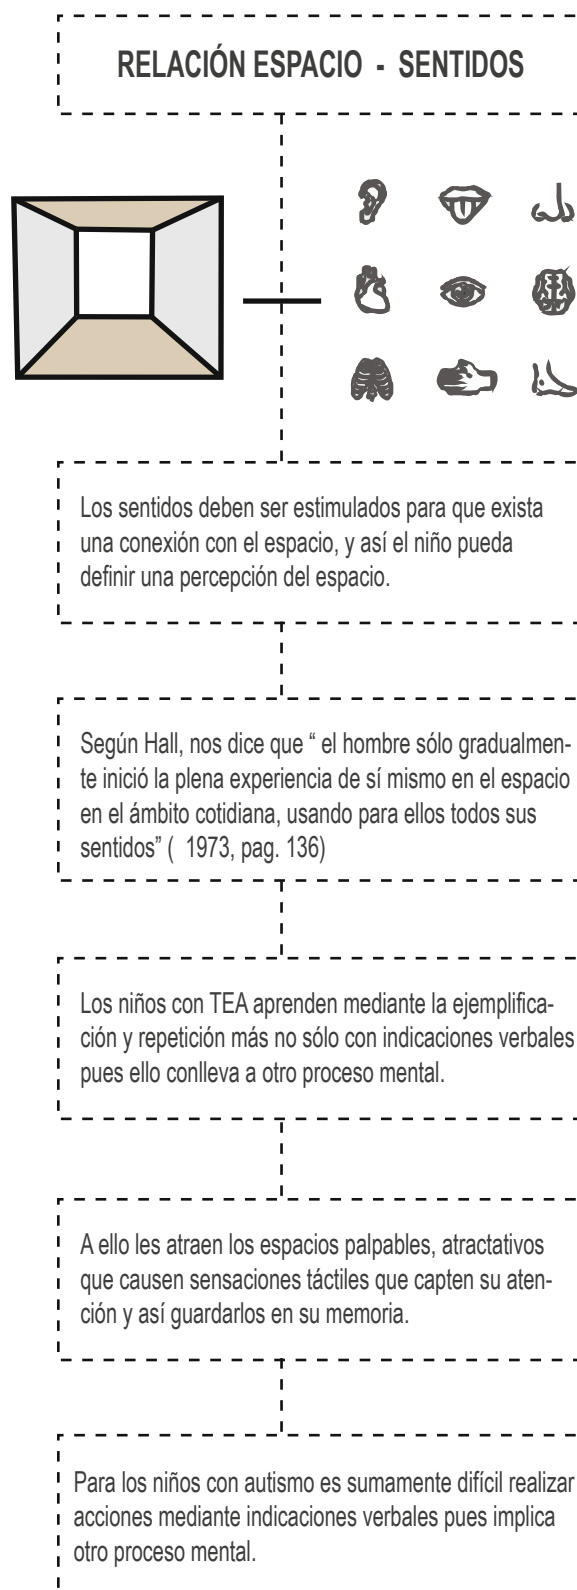 RELACIÓN ESPACIO - SENTIDOS
Los sentidos deben ser estimulados para que exista
una conexión con el espacio, y así el niño pueda
definir una percepción del espacio.
Según Hall, nos dice que “ el hombre sólo gradualmen-
te inició la plena experiencia de sí mismo en el espacio
en el ámbito cotidiana, usando para ellos todos sus
sentidos” ( 1973, pag. 136)
Los niños con TEA aprenden mediante la ejemplifica-
ción y repetición más no sólo con indicaciones verbales
pues ello conlleva a otro proceso mental.
A ello les atraen los espacios palpables, atractativos
que causen sensaciones táctiles que capten su aten-
ción y así guardarlos en su memoria.
Para los niños con autismo es sumamente difícil realizar
acciones mediante indicaciones verbales pues implica
otro proceso mental.